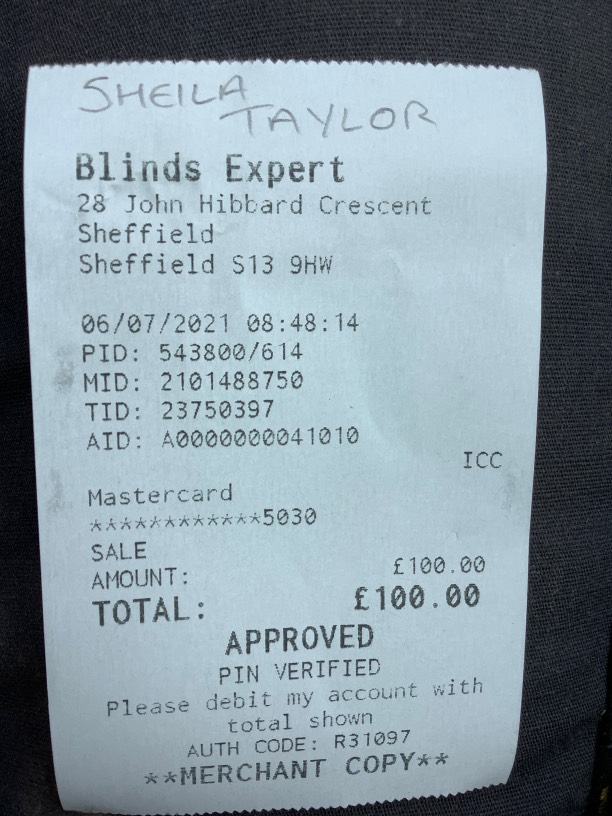 SHEILA
TAYLOR
Blinds Expert
28 John Hibbard Crescent
Sheffield
Sheffield S13 9HW
06/07/2021 08:48:14
PID: 543800/614
MID: 2101488750
TID: 23750397
AID: A0000000041010
ICC
Mastercard
************5030
SALE
AMOUNT: £100.00
TOTAL: £100.00
APPROVED
PIN VERIFIED
Please debit my account with
total shown
AUTH CODE: R31097
**MERCHANT COPY**